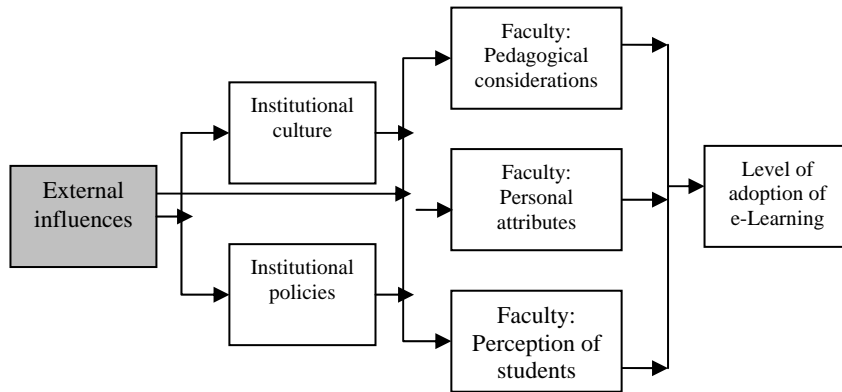 External
influences
Institutional
culture
Institutional
policies
Faculty:
Pedagogical
considerations
Faculty:
Personal
attributes
Faculty:
Perception of
students
Level of
adoption of
e-Learning